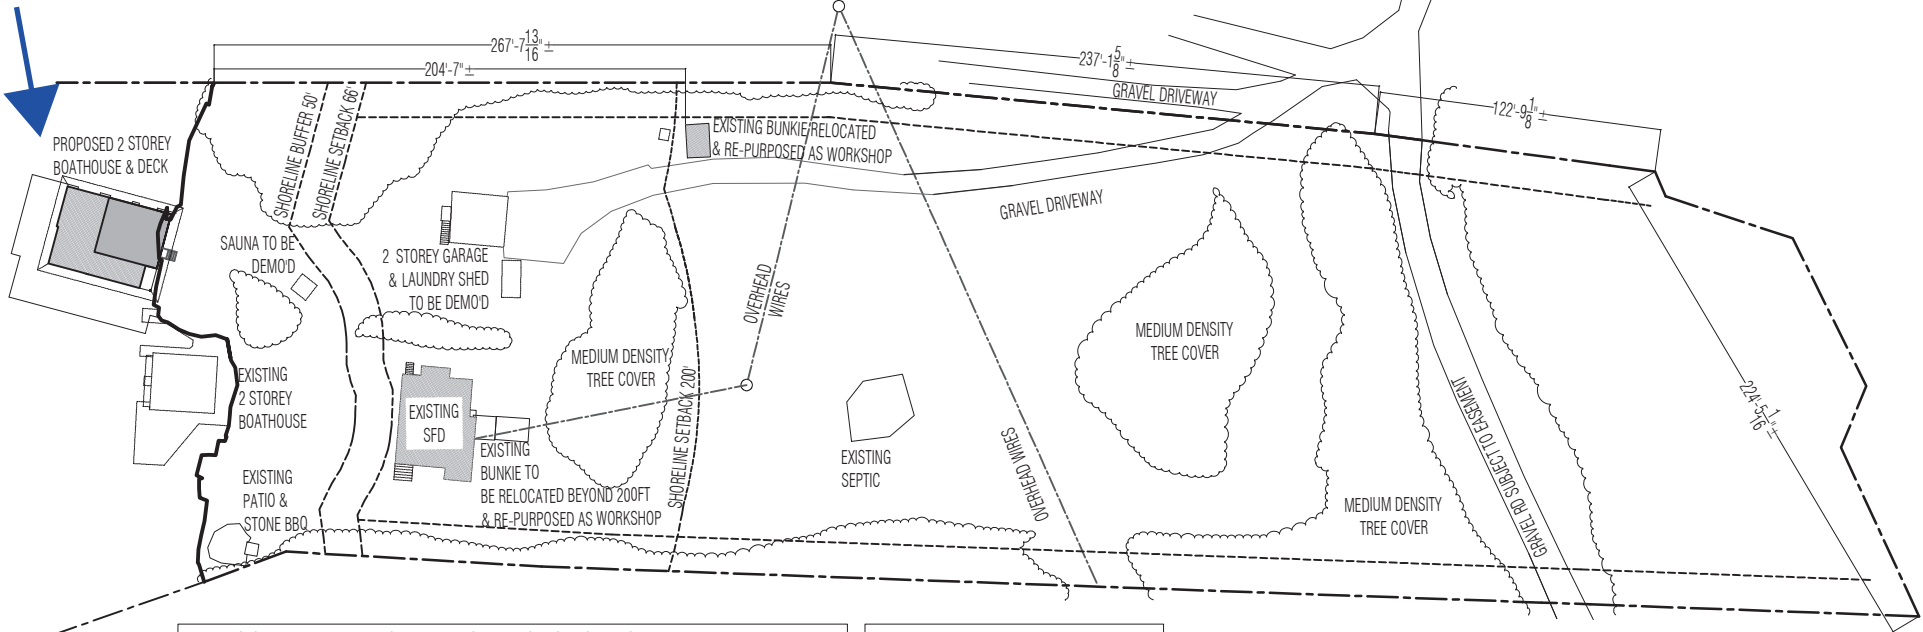 267'-7 13/16" ±
204'-7" ±
237'-1 5/8" ±
122'-9 1/8" ±
GRAVEL DRIVEWAY
PROPOSED 2 STOREY
BOATHOUSE & DECK
SHORELINE BUFFER 50'
SHORELINE SETBACK 66'
EXISTING BUNKIE RELOCATED
& RE-PURPOSED AS WORKSHOP
GRAVEL DRIVEWAY
SAUNA TO BE
DEMO'D
2 STOREY GARAGE
& LAUNDRY SHED
TO BE DEMO'D
OVERHEAD
WIRES
MEDIUM DENSITY
TREE COVER
MEDIUM DENSITY
TREE COVER
EXISTING
2 STOREY
BOATHOUSE
EXISTING
SFD
SHORELINE SETBACK 200'
GRAVEL RD SUBJECT TO EASEMENT
224'-5 1/16" ±
EXISTING
BUNKIE TO
BE RELOCATED BEYOND 200FT
& RE-PURPOSED AS WORKSHOP
EXISTING
SEPTIC
OVERHEAD WIRES
EXISTING
PATIO &
STONE BBQ
MEDIUM DENSITY
TREE COVER